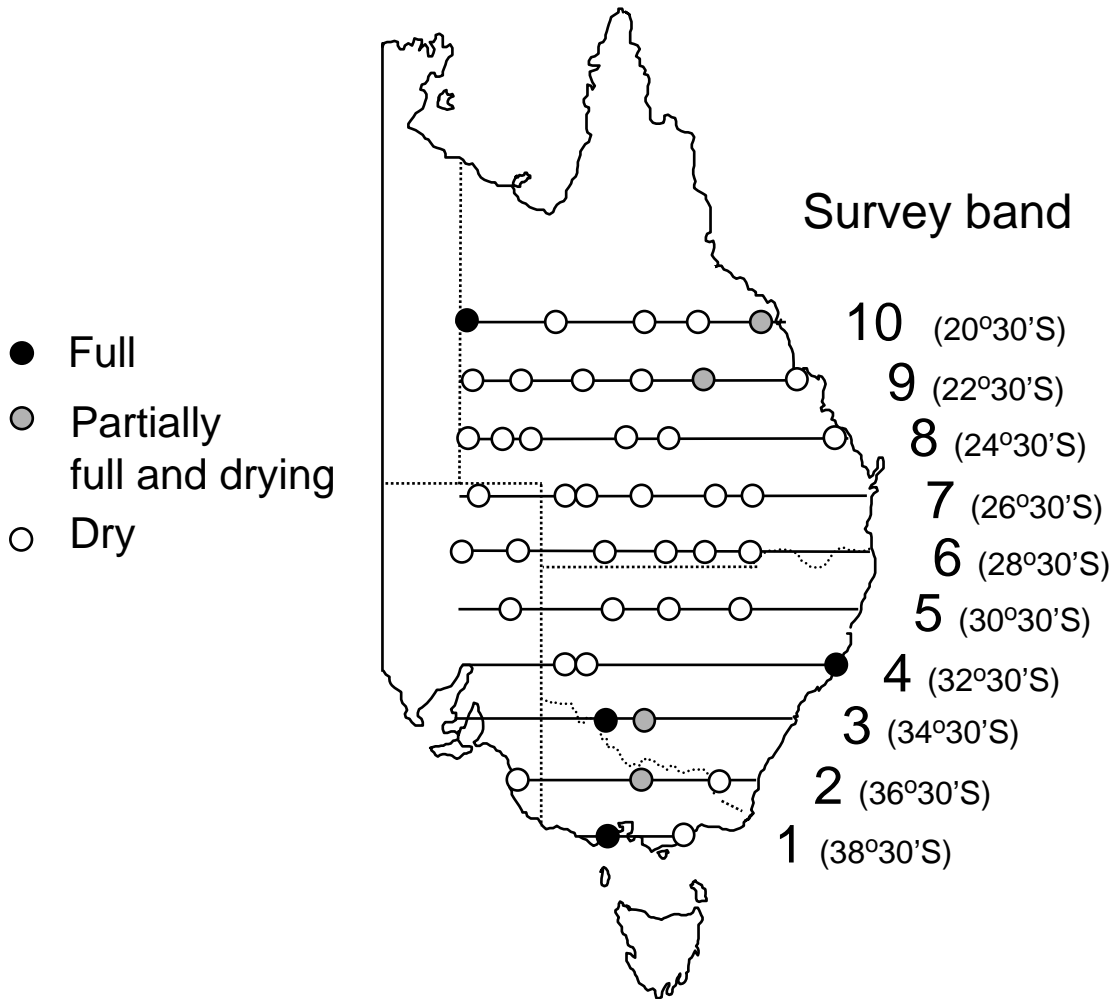 Survey band
10 (20º30’S)
Full
9 (22º30’S)
Partially
full and drying
8 (24º30’S)
Dry
7 (26º30’S)
6 (28º30’S)
5 (30º30’S)
4 (32º30’S)
3 (34º30’S)
2 (36º30’S)
1 (38º30’S)